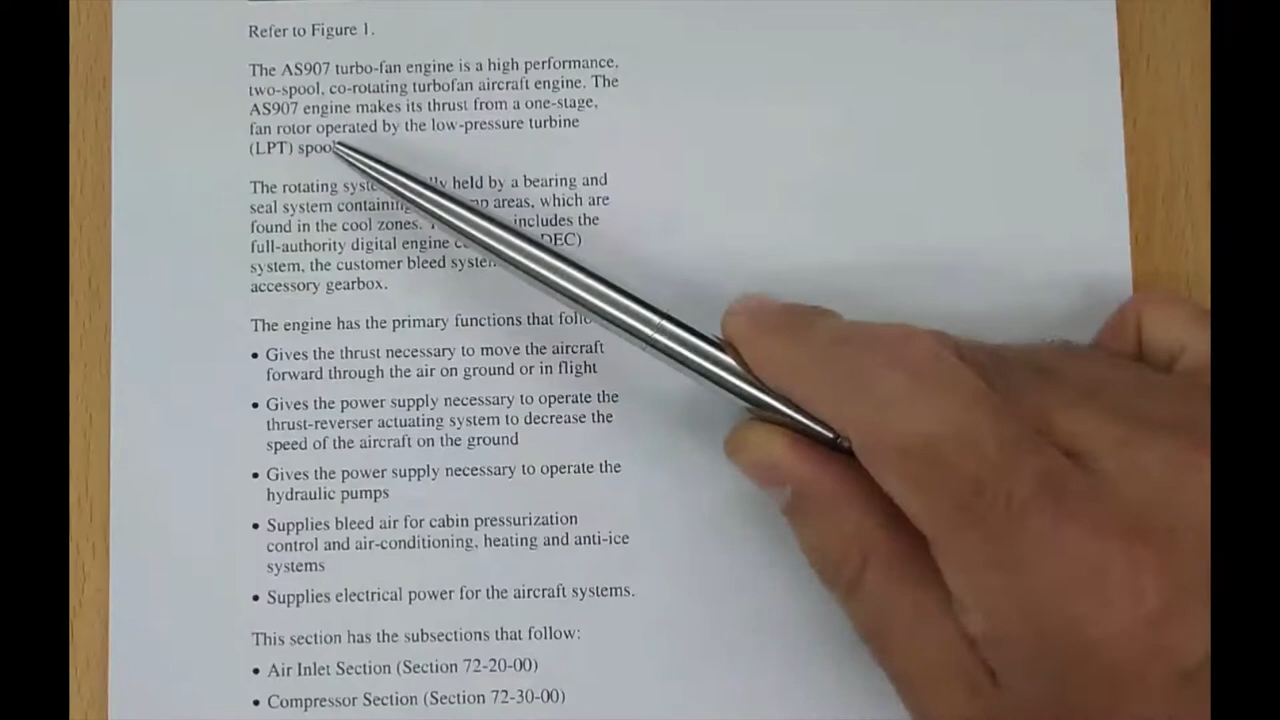 Refer to Figure 1.
The AS907 turbo-fan engine is a high performance,
two-spool, co-rotating turbofan aircraft engine. The
AS907 engine makes its thrust from a one-stage,
fan rotor operated by the low-pressure turbine
(LPT) spool
The rotating held by a bearing and
seal system areas, which are
found in the cool zones. includes the
full-authority digital engine
system, the customer bleed
accessory gearbox.
The engine has the primary functions that
• Gives the thrust necessary to move the aircraft
forward through the air on ground or in flight
• Gives the power supply necessary to operate the
thrust-reverser actuating system to decrease the
speed of the aircraft on the ground
• Gives the power supply necessary to operate the
hydraulic pumps
• Supplies bleed air for cabin pressurization
control and air-conditioning, heating and anti-ice
systems
• Supplies electrical power for the aircraft systems.
This section has the subsections that follow:
• Air Inlet Section (Section 72-20-00)
• Compressor Section (Section 72-30-00)